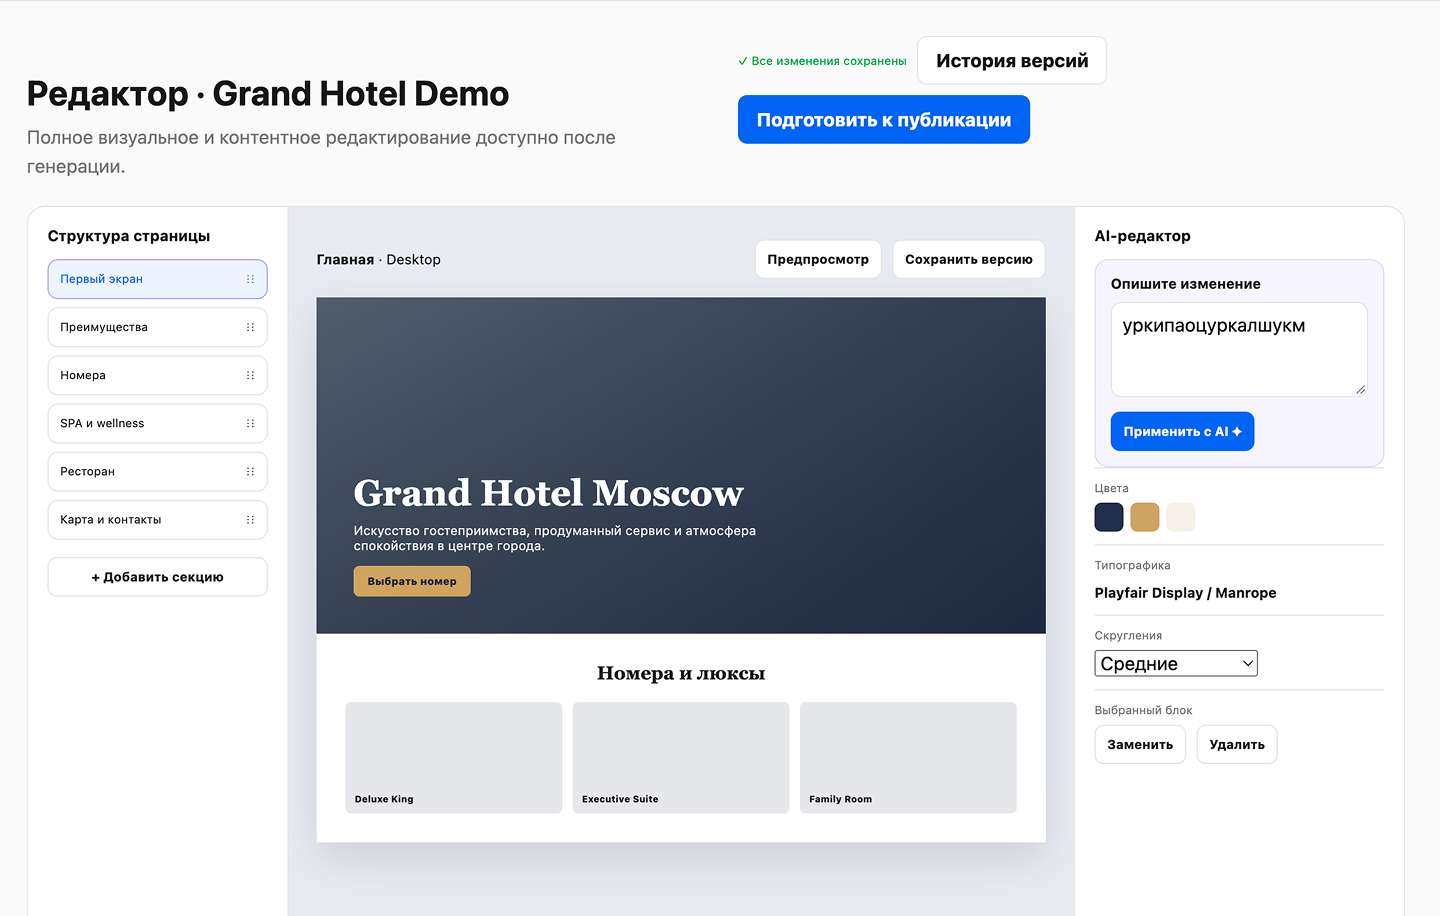 ✓ Все изменения сохранены
История версий
Редактор · Grand Hotel Demo
Подготовить к публикации
Полное визуальное и контентное редактирование доступно после
генерации.
Структура страницы
Первый экран
Преимущества
Номера
SPA и wellness
Ресторан
Карта и контакты
+ Добавить секцию
Главная · Desktop
Предпросмотр
Сохранить версию
Grand Hotel Moscow
Искусство гостеприимства, продуманный сервис и атмосфера
спокойствия в центре города.
Выбрать номер
Номера и люксы
Deluxe King
Executive Suite
Family Room
AI-редактор
Опишите изменение
уркипаоцуркалшукм
Применить с AI ✦
Цвета
Типографика
Playfair Display / Manrope
Скругления
Средние
Выбранный блок
Заменить
Удалить